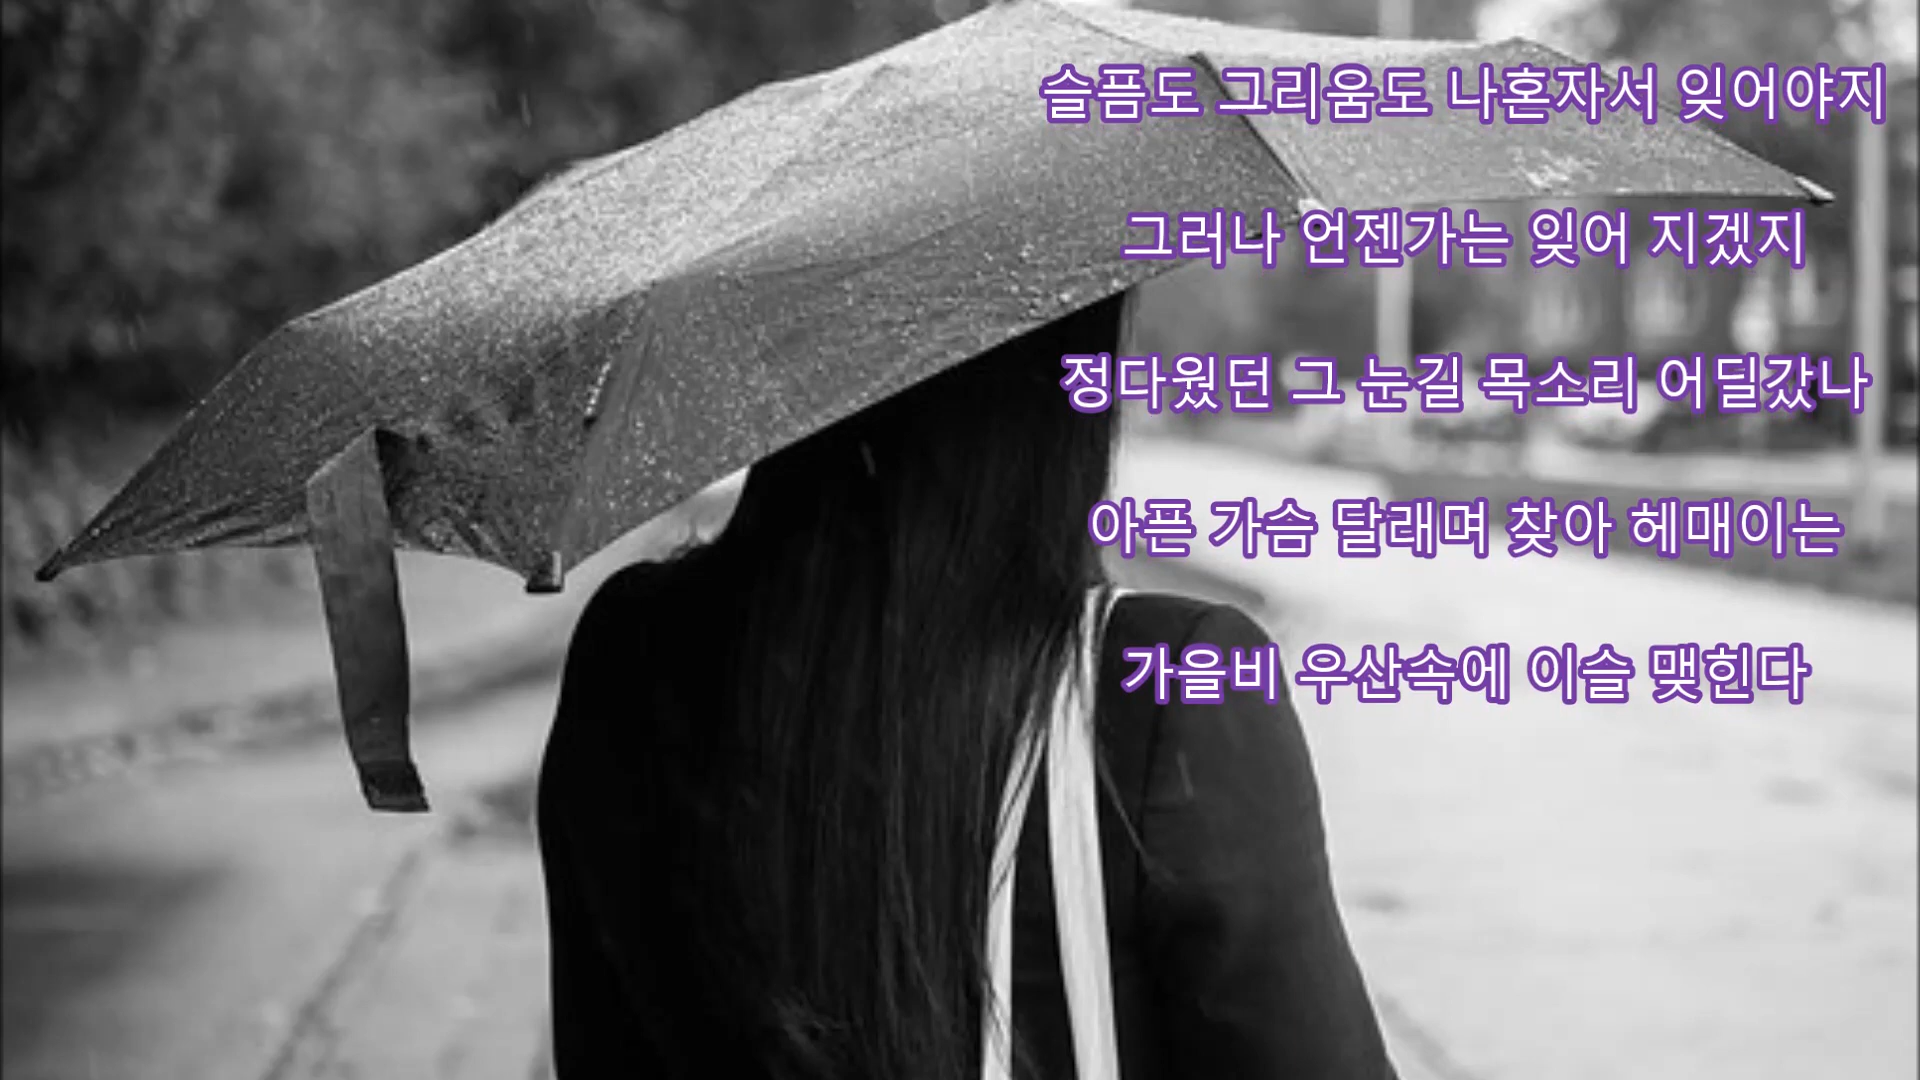 슬픔도 그리움도 나혼자서 잊어야지
그러나 언젠가는 잊어 지겠지
정다웠던 그 눈길 목소리 어딜갔나
아픈 가슴 달래며 찾아 헤매이는
가을비 우산속에 이슬 맺힌다